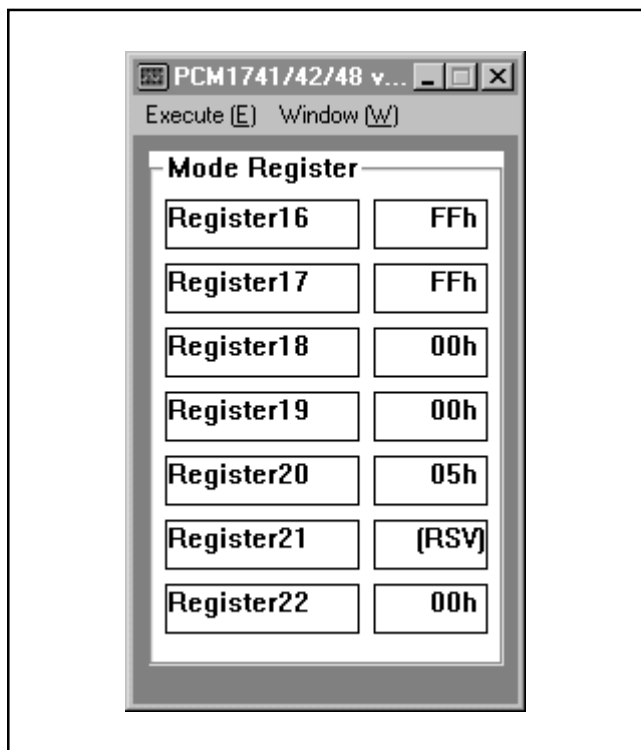 PCM1741/42/48 v...
Execute (E) Window (W)
Mode Register
Register16 FFh
Register17 FFh
Register18 00h
Register19 00h
Register20 05h
Register21 (RSV)
Register22 00h